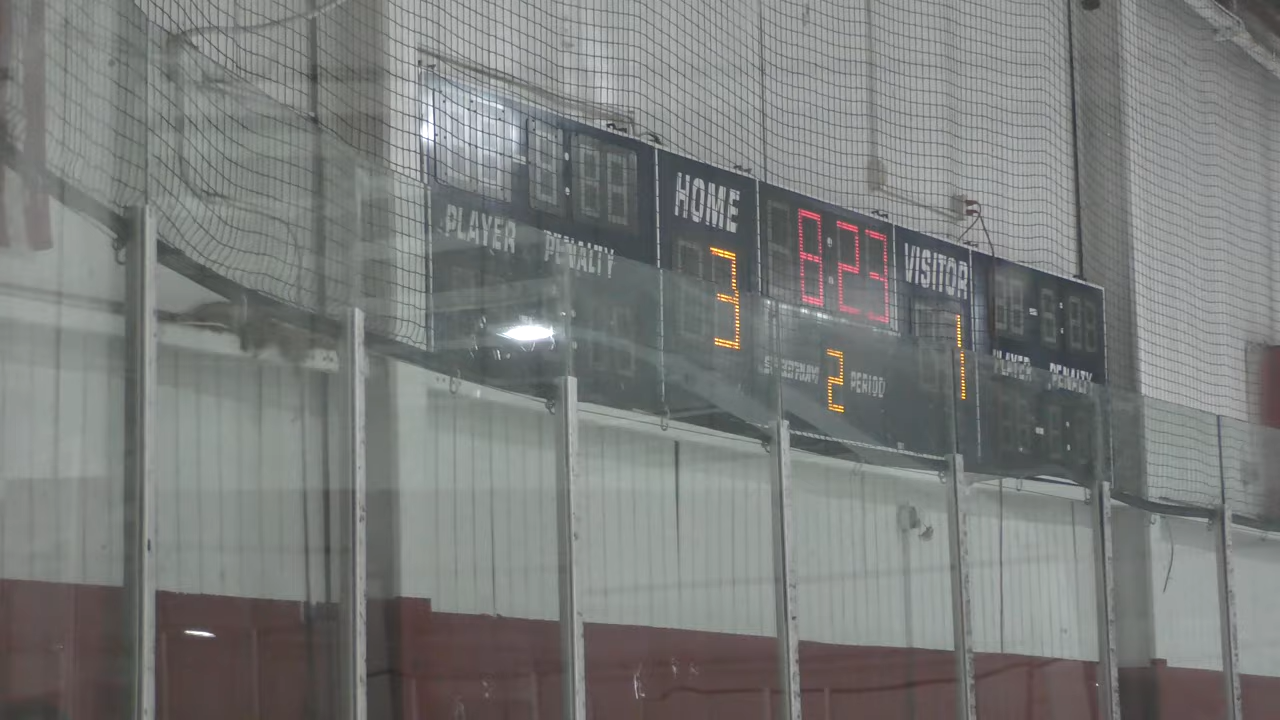 HOME
8:23
VISITOR
PLAYER PENALTY
3
2 PERIOD
1
PLAYER PENALTY